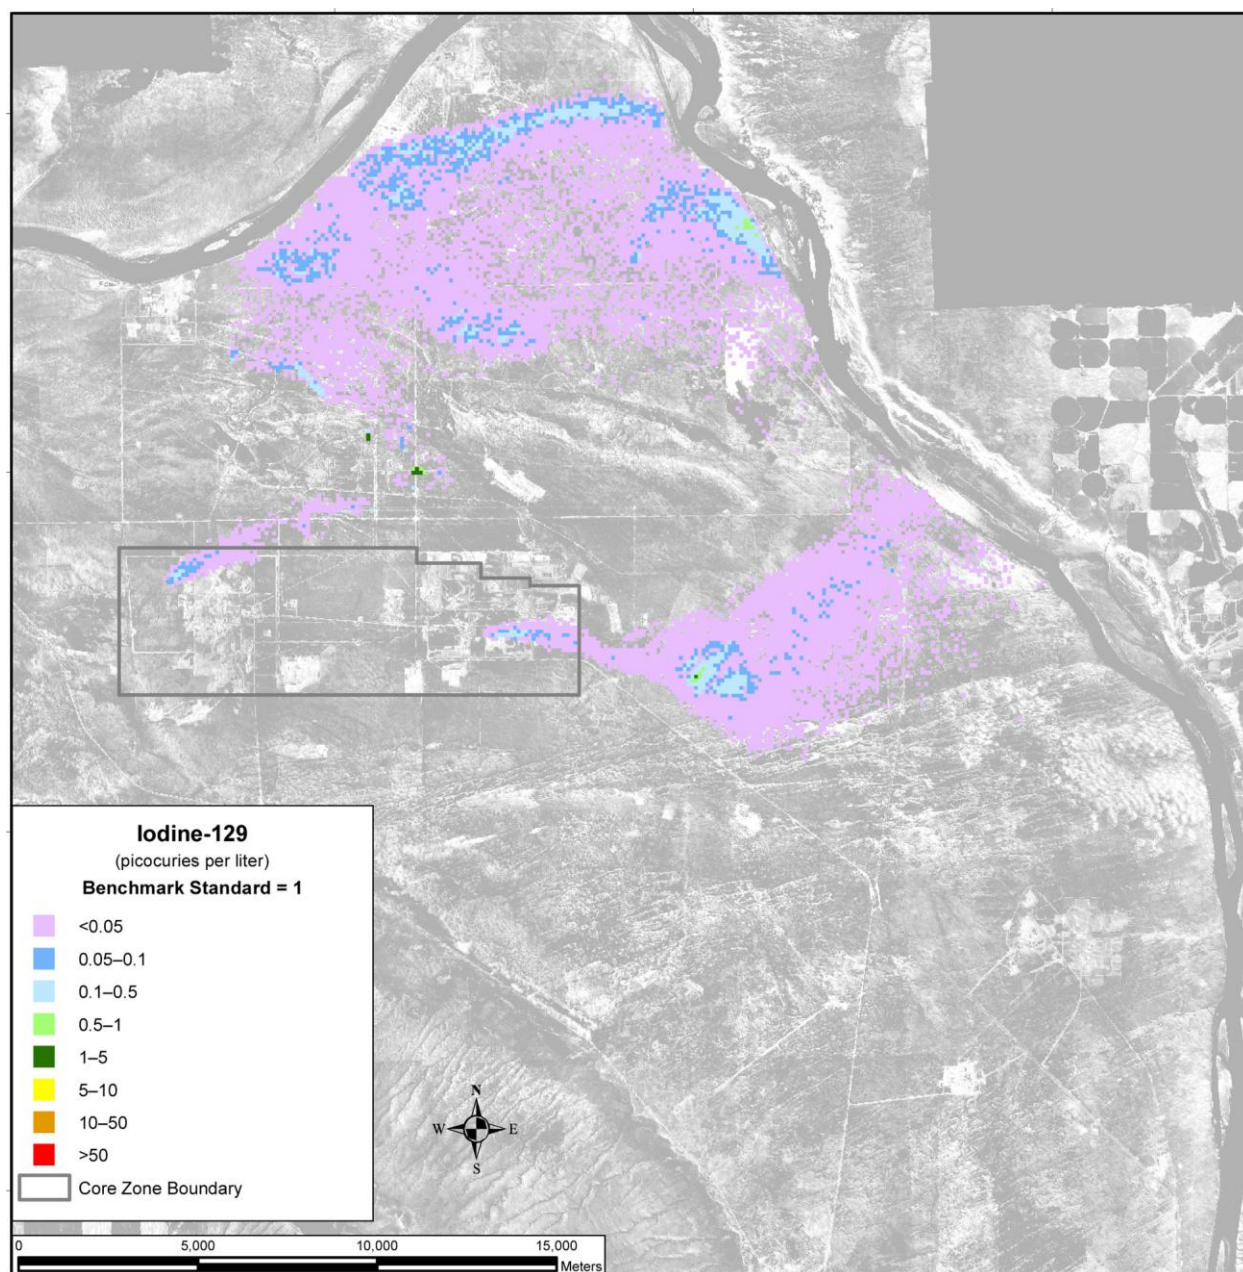 Iodine-129
(picocuries per liter)
Benchmark Standard = 1
<0.05
0.05–0.1
0.1–0.5
0.5–1
1–5
5–10
10–50
>50
Core Zone Boundary
N
W E
S
0 5,000 10,000 15,000
Meters